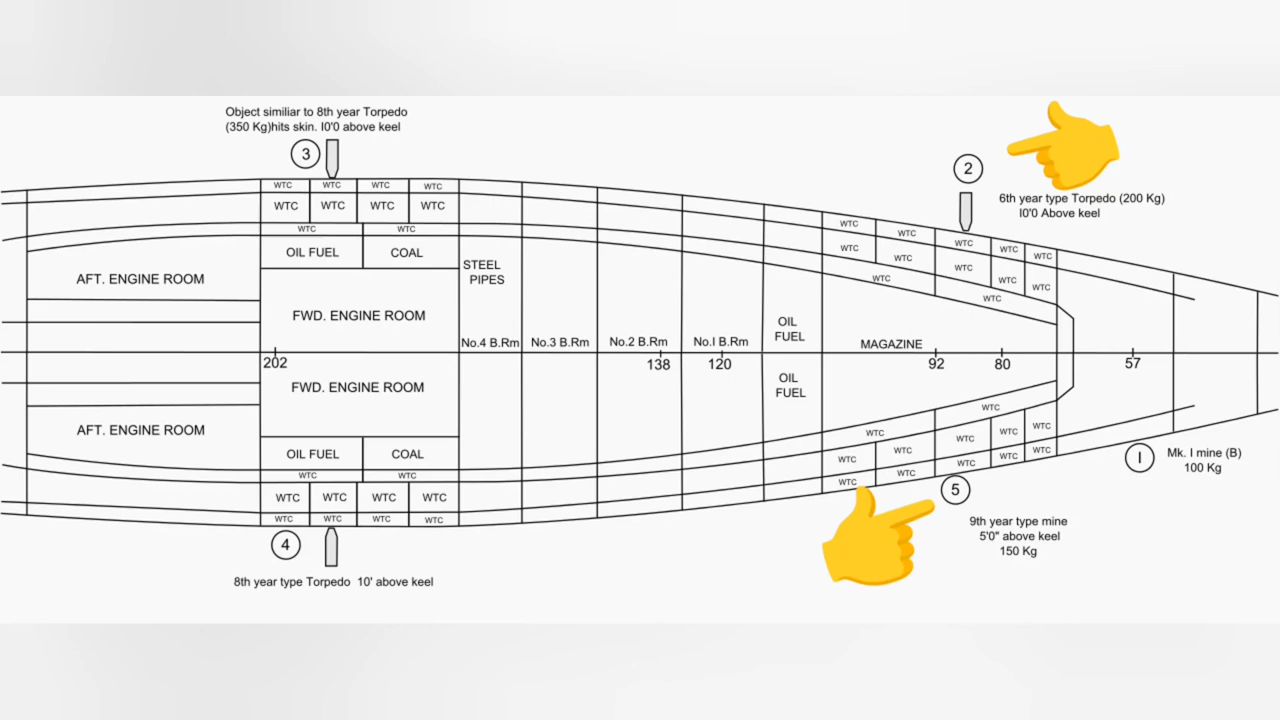 Object similiar to 8th year Torpedo
(350 Kg)hits skin. I0'0 above keel
3
2
6th year type Torpedo (200 Kg)
I0'0 Above keel
WTC WTC WTC WTC
WTC WTC WTC WTC
WTC WTC
OIL FUEL COAL
WTC WTC WTC WTC WTC
WTC WTC WTC WTC WTC
WTC WTC
AFT. ENGINE ROOM
STEEL
PIPES
FWD. ENGINE ROOM
OIL
FUEL
No.4 B.Rm No.3 B.Rm No.2 B.Rm No.I B.Rm
MAGAZINE
202 138 120 92 80 57
FWD. ENGINE ROOM
OIL
FUEL
AFT. ENGINE ROOM
OIL FUEL COAL
WTC WTC
WTC WTC WTC WTC
WTC WTC WTC WTC
WTC WTC
WTC WTC WTC WTC WTC
WTC WTC WTC WTC WTC
I
Mk. I mine (B)
100 Kg
5
9th year type mine
5'0" above keel
150 Kg
4
8th year type Torpedo 10' above keel